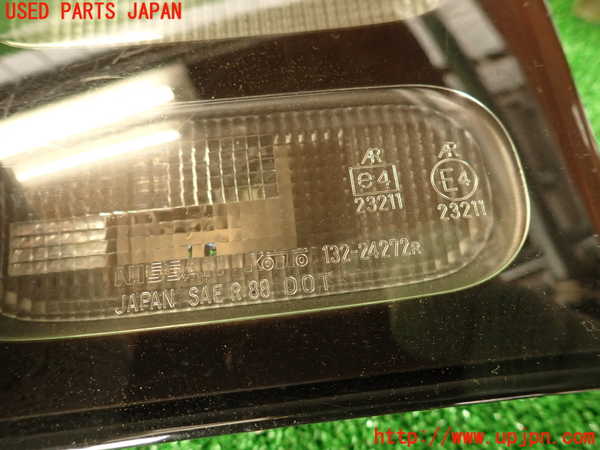 USED PARTS JAPAN
AR AR
e4 E4
23211 23211
NISSAN KOITO 132-24272R
JAPAN SAE R 88 DOT
http://www.upjpn.com